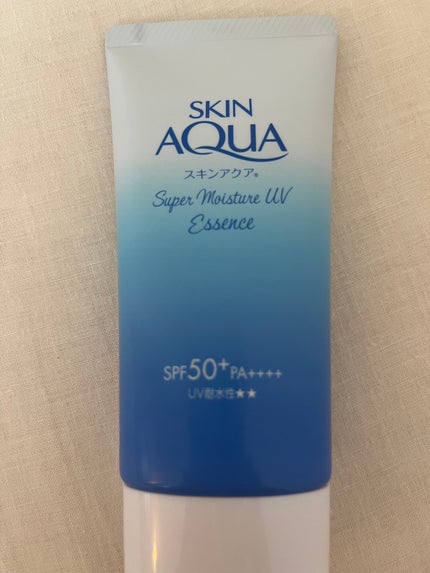 SKIN
AQUA
スキンアクア®
Super Moisture UV
Essence
SPF50+ PA++++
UV耐水性★★